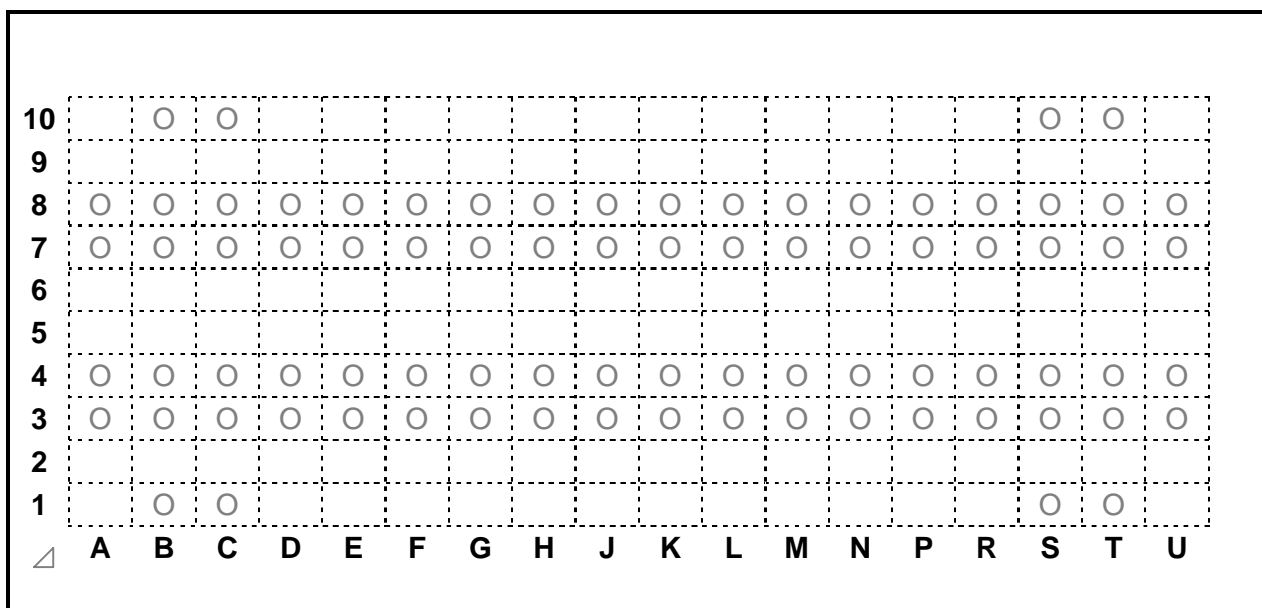 10 O O O O
9
8 O O O O O O O O O O O O O O O O O O
7 O O O O O O O O O O O O O O O O O O
6
5
4 O O O O O O O O O O O O O O O O O O
3 O O O O O O O O O O O O O O O O O O
2
1 O O O O
A B C D E F G H J K L M N P R S T U